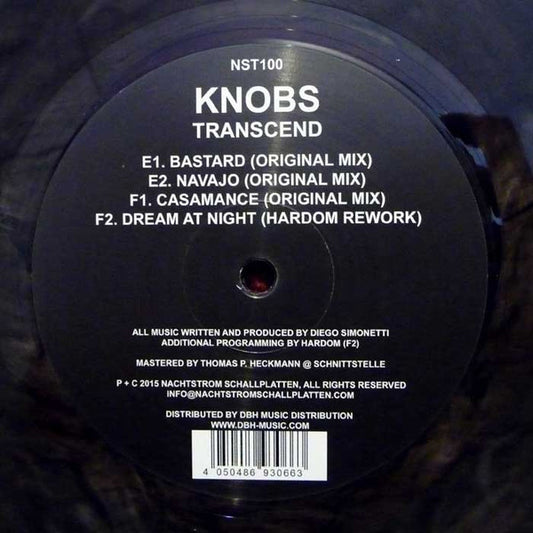 NST100
KNOBS
TRANSCEND
E1. BASTARD (ORIGINAL MIX)
E2. NAVAJO (ORIGINAL MIX)
F1. CASAMANCE (ORIGINAL MIX)
F2. DREAM AT NIGHT (HARDOM REWORK)
ALL MUSIC WRITTEN AND PRODUCED BY DIEGO SIMONETTI
ADDITIONAL PROGRAMMING BY HARDOM (F2)
MASTERED BY THOMAS P. HECKMANN @ SCHNITTSTELLE
P + C 2015 NACHTSTROM SCHALLPLATTEN, ALL RIGHTS RESERVED
INFO@NACHTSTROMSCHALLPLATTEN.COM
DISTRIBUTED BY DBH MUSIC DISTRIBUTION
WWW.DBH-MUSIC.COM
4 050486 930663